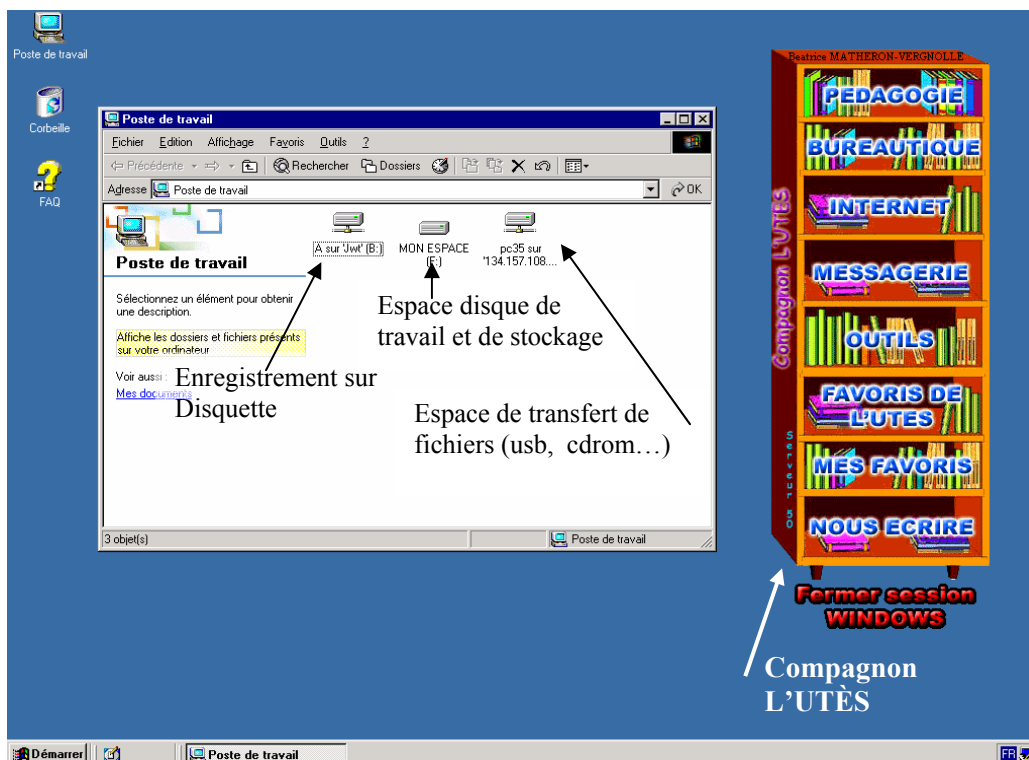 Poste de travail
Corbeille
FAQ
Poste de travail
Fichier Edition Affichage Favoris Outils ?
Précédente Rechercher Dossiers
Adresse Poste de travail OK
Poste de travail
Sélectionnez un élément pour obtenir
une description.
Affiche les dossiers et fichiers présents
sur votre ordinateur
Voir aussi :
Mes documents
A sur 'Jwt' (B:)
MON ESPACE
(E:)
pc35 sur
'134.157.108....
Espace disque de
travail et de stockage
Enregistrement sur
Disquette
Espace de transfert de
fichiers (usb, cdrom…)
3 objet(s) Poste de travail
Beatrice MATHERON-VERGNOLLE
Compagnon L'UTES
Serveur 50
PEDAGOGIE
BUREAUTIQUE
INTERNET
MESSAGERIE
OUTILS
FAVORIS DE
L'UTES
MES FAVORIS
NOUS ECRIRE
Fermer session
WINDOWS
Compagnon
L'UTÈS
Démarrer Poste de travail FR